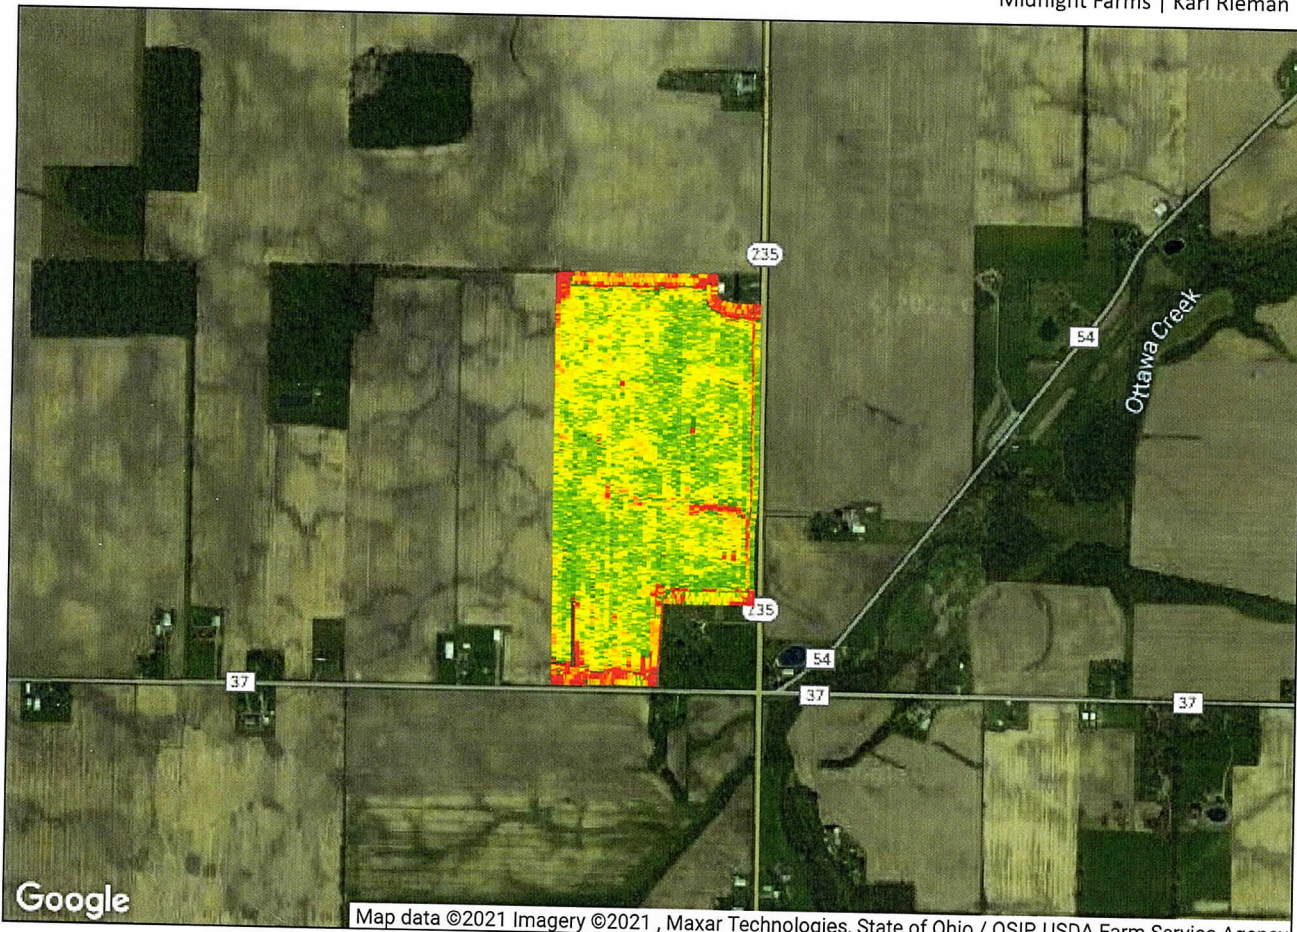 Midnight Farms | Karl Rieman
235
54
Ottawa Creek
235
54
37
37
37
Google
Map data ©2021 Imagery ©2021 , Maxar Technologies, State of Ohio / OSIP, USDA Farm Service Agency